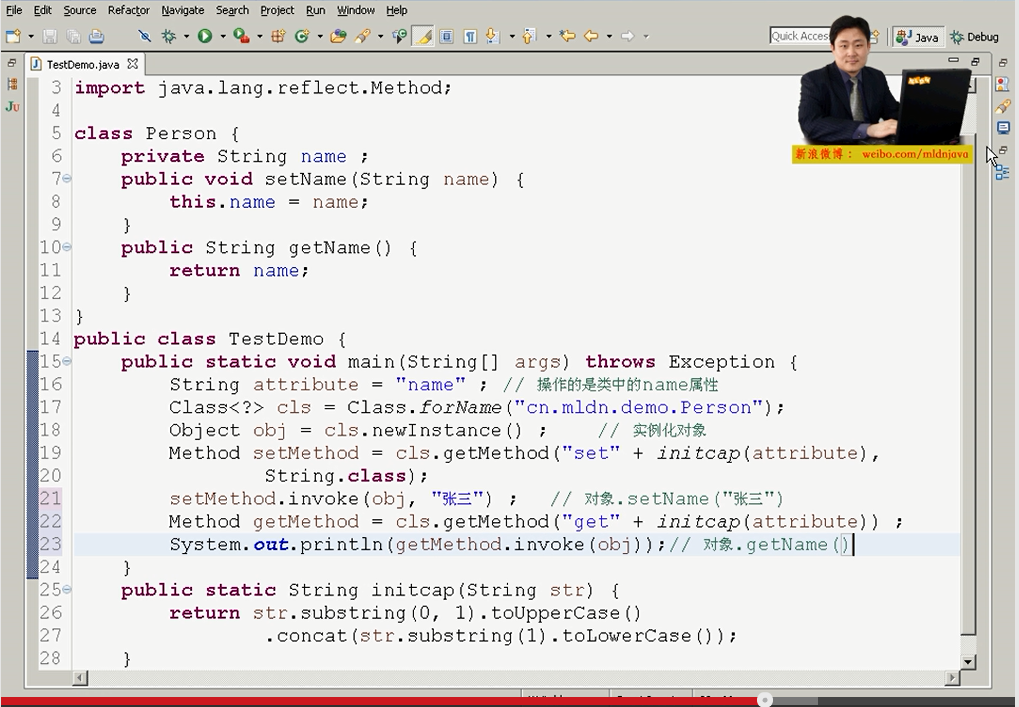 File Edit Source Refactor Navigate Search Project Run Window Help
Quick Access Java Debug
TestDemo.java
3 import java.lang.reflect.Method;
4
5 class Person {
6 private String name ;
7 public void setName(String name) {
8 this.name = name;
9 }
10 public String getName() {
11 return name;
12 }
13 }
14 public class TestDemo {
15 public static void main(String[] args) throws Exception {
16 String attribute = "name" ; // 操作的是类中的name属性
17 Class<?> cls = Class.forName("cn.mldn.demo.Person");
18 Object obj = cls.newInstance() ; // 实例化对象
19 Method setMethod = cls.getMethod("set" + initcap(attribute),
20 String.class);
21 setMethod.invoke(obj, "张三") ; // 对象.setName("张三")
22 Method getMethod = cls.getMethod("get" + initcap(attribute)) ;
23 System.out.println(getMethod.invoke(obj));// 对象.getName()
24 }
25 public static String initcap(String str) {
26 return str.substring(0, 1).toUpperCase()
27 .concat(str.substring(1).toLowerCase());
28 }
新浪微博： weibo.com/mldnjava